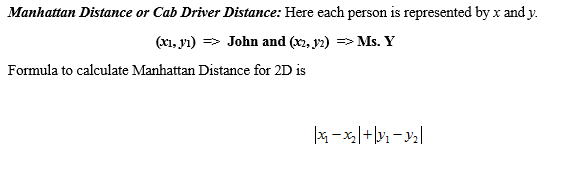 Manhattan Distance or Cab Driver Distance: Here each person is represented by x and y.
(x₁, y₁) => John and (x₂, y₂) => Ms. Y
Formula to calculate Manhattan Distance for 2D is
|x₁ − x₂| + |y₁ − y₂|